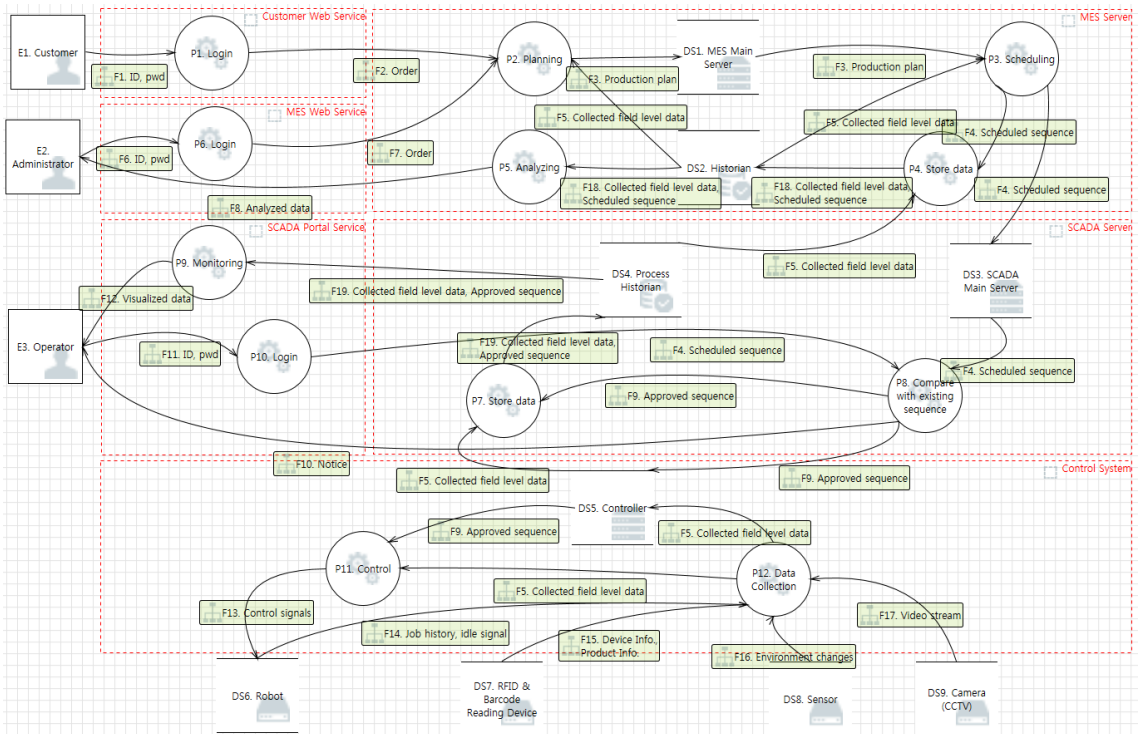 Customer Web Service
MES Server
E1. Customer
P1. Login
F1. ID, pwd
F2. Order
P2. Planning
F3. Production plan
DS1. MES Main
Server
F3. Production plan
P3. Scheduling
MES Web Service
E2.
Administrator
P6. Login
F6. ID, pwd
F7. Order
F5. Collected field level data
F5. Collected field level data
F4. Scheduled sequence
P5. Analyzing
DS2. Historian
P4. Store data
F18. Collected field level data,
Scheduled sequence
F18. Collected field level data,
Scheduled sequence
F4. Scheduled sequence
F8. Analyzed data
SCADA Portal Service
SCADA Server
P9. Monitoring
F12. Visualized data
F19. Collected field level data, Approved sequence
DS4. Process
Historian
F5. Collected field level data
DS3. SCADA
Main Server
E3. Operator
F11. ID, pwd
P10. Login
F19. Collected field level data,
Approved sequence
F4. Scheduled sequence
F4. Scheduled sequence
P7. Store data
F9. Approved sequence
P8. Compare
with existing
sequence
F10. Notice
Control System
F5. Collected field level data
F9. Approved sequence
DS5. Controller
F9. Approved sequence
F5. Collected field level data
P11. Control
P12. Data
Collection
F5. Collected field level data
F13. Control signals
F14. Job history, idle signal
F15. Device Info.,
Product Info.
F17. Video stream
F16. Environment changes
DS6. Robot
DS7. RFID &
Barcode
Reading Device
DS8. Sensor
DS9. Camera
(CCTV)